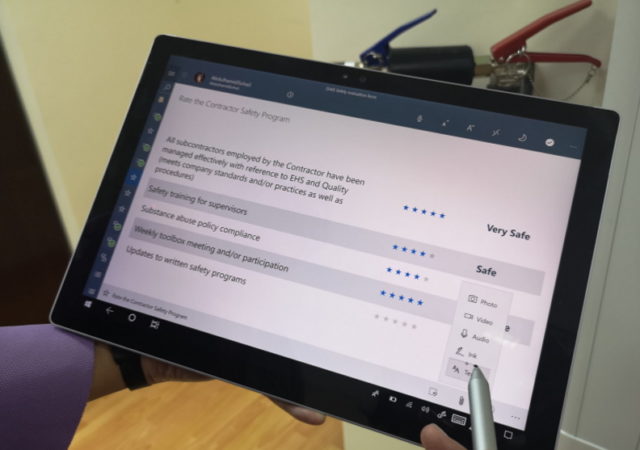 Rate the Contractor Safety Program
All subcontractors employed by the Contractor have been
managed effectively with reference to EHS and Quality
(meets company standards and/or practices as well as
procedures)
Very Safe
Safety training for supervisors
Safe
Substance abuse policy compliance
Weekly toolbox meeting and/or participation
Updates to written safety programs
Photo
Video
Audio
Ink
Rate the Contractor Safety Program